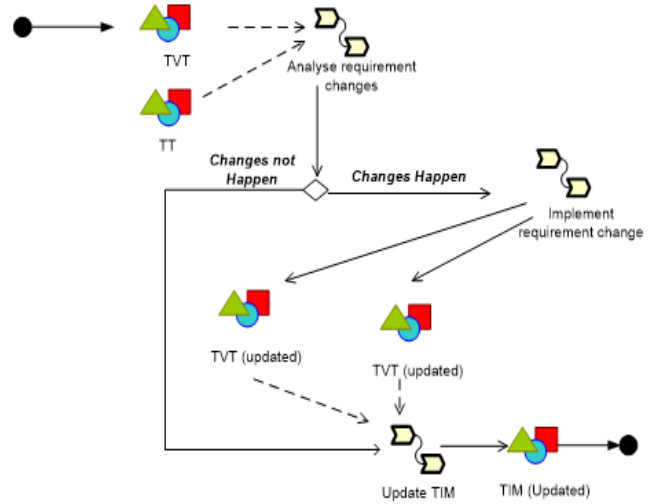 TVT
Analyse requirement
changes
TT
Changes not
Happen
Changes Happen
Implement
requirement change
TVT (updated)
TVT (updated)
Update TIM
TIM (Updated)